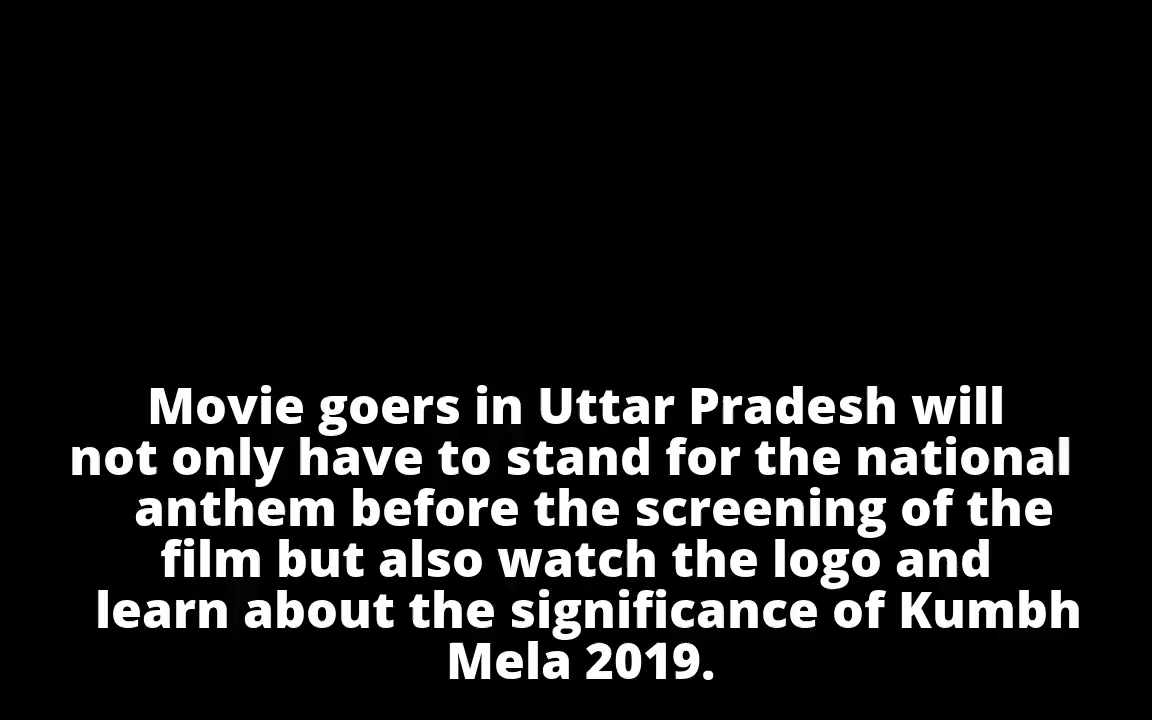 Movie goers in Uttar Pradesh will
not only have to stand for the national
anthem before the screening of the
film but also watch the logo and
learn about the significance of Kumbh
Mela 2019.